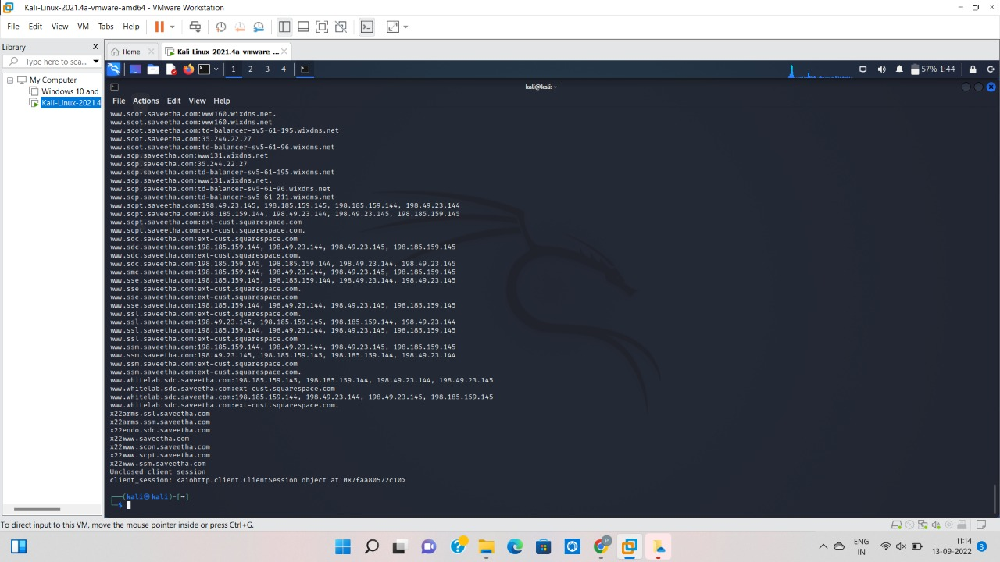 Kali-Linux-2021.4a-vmware-amd64 - VMware Workstation
File Edit View VM Tabs Help
Library
Type here to sea...
My Computer
Windows 10 and
Kali-Linux-2021.4
Home
Kali-Linux-2021.4a-vmware-...
1 2 3 4
57% 1:44
kali@kali: ~
File Actions Edit View Help
www.scot.saveetha.com:www160.wixdns.net.
www.scot.saveetha.com:www160.wixdns.net
www.scot.saveetha.com:td-balancer-sv5-61-195.wixdns.net
www.scot.saveetha.com:35.244.22.27
www.scot.saveetha.com:td-balancer-sv5-61-96.wixdns.net
www.scp.saveetha.com:www131.wixdns.net
www.scp.saveetha.com:35.244.22.27
www.scp.saveetha.com:td-balancer-sv5-61-195.wixdns.net
www.scp.saveetha.com:www131.wixdns.net.
www.scp.saveetha.com:td-balancer-sv5-61-96.wixdns.net
www.scp.saveetha.com:td-balancer-sv5-61-211.wixdns.net
www.scpt.saveetha.com:198.49.23.145, 198.185.159.145, 198.185.159.144, 198.49.23.144
www.scpt.saveetha.com:198.185.159.144, 198.49.23.144, 198.49.23.145, 198.185.159.145
www.scpt.saveetha.com:ext-cust.squarespace.com
www.scpt.saveetha.com:ext-cust.squarespace.com.
www.sdc.saveetha.com:ext-cust.squarespace.com
www.sdc.saveetha.com:198.185.159.144, 198.49.23.144, 198.49.23.145, 198.185.159.145
www.sdc.saveetha.com:ext-cust.squarespace.com.
www.sdc.saveetha.com:198.185.159.145, 198.185.159.144, 198.49.23.144, 198.49.23.145
www.smc.saveetha.com:198.185.159.144, 198.49.23.144, 198.49.23.145, 198.185.159.145
www.sse.saveetha.com:198.185.159.145, 198.185.159.144, 198.49.23.144, 198.49.23.145
www.sse.saveetha.com:ext-cust.squarespace.com.
www.sse.saveetha.com:ext-cust.squarespace.com
www.sse.saveetha.com:198.185.159.144, 198.49.23.144, 198.49.23.145, 198.185.159.145
www.ssl.saveetha.com:ext-cust.squarespace.com.
www.ssl.saveetha.com:198.49.23.145, 198.185.159.145, 198.185.159.144, 198.49.23.144
www.ssl.saveetha.com:198.185.159.144, 198.49.23.144, 198.49.23.145, 198.185.159.145
www.ssl.saveetha.com:ext-cust.squarespace.com
www.ssm.saveetha.com:198.185.159.144, 198.49.23.144, 198.49.23.145, 198.185.159.145
www.ssm.saveetha.com:198.49.23.145, 198.185.159.145, 198.185.159.144, 198.49.23.144
www.ssm.saveetha.com:ext-cust.squarespace.com
www.ssm.saveetha.com:ext-cust.squarespace.com.
www.whitelab.sdc.saveetha.com:198.185.159.145, 198.185.159.144, 198.49.23.144, 198.49.23.145
www.whitelab.sdc.saveetha.com:ext-cust.squarespace.com
www.whitelab.sdc.saveetha.com:198.185.159.144, 198.49.23.144, 198.49.23.145, 198.185.159.145
www.whitelab.sdc.saveetha.com:ext-cust.squarespace.com.
x22arms.ssl.saveetha.com
x22arms.ssm.saveetha.com
x22endo.sdc.saveetha.com
x22www.saveetha.com
x22www.scon.saveetha.com
x22www.scpt.saveetha.com
x22www.ssm.saveetha.com
Unclosed client session
client_session: <aiohttp.client.ClientSession object at 0×7faa80572c10>
┌──(kali㉿kali)-[~]
└─$
To direct input to this VM, move the mouse pointer inside or press Ctrl+G.
P
ENG
IN
11:14
13-09-2022
3